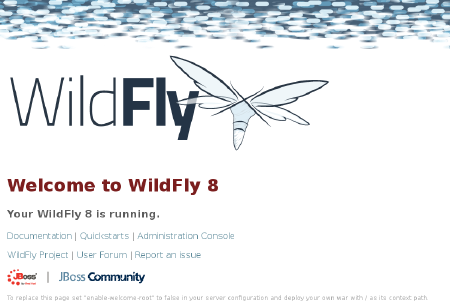 WildFly
Welcome to WildFly 8
Your WildFly 8 is running.
Documentation | Quickstarts | Administration Console
WildFly Project | User Forum | Report an issue
JBoss | JBoss Community
To replace this page set "enable-welcome-root" to false in your server configuration and deploy your own war with / as its context path